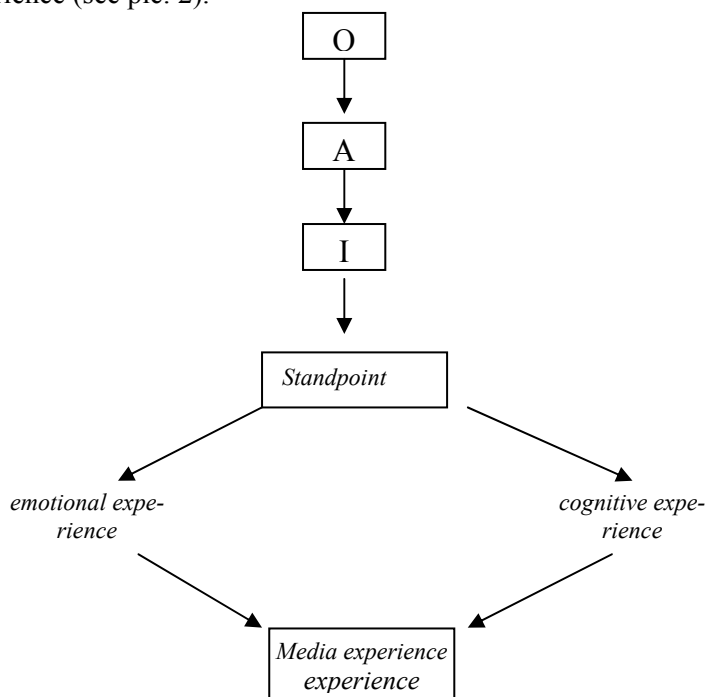 rience (see pic. 2).
O
A
I
Standpoint
emotional expe-
rience
cognitive expe-
rience
Media experience
experience